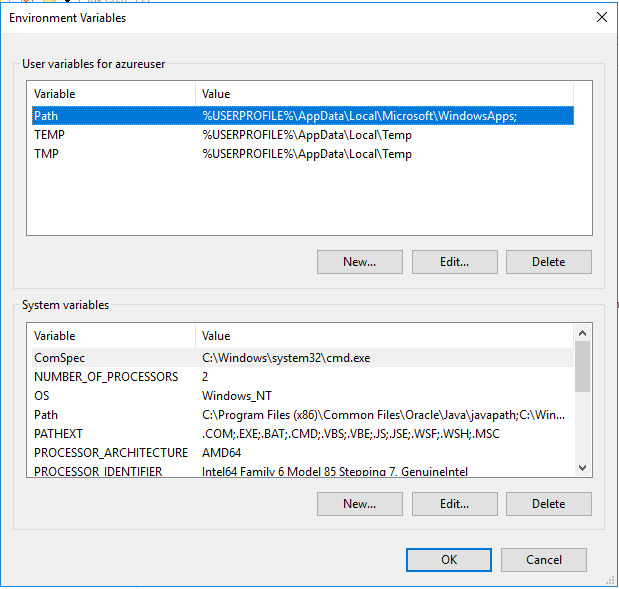 Environment Variables
User variables for azureuser
Variable Value
Path %USERPROFILE%\AppData\Local\Microsoft\WindowsApps;
TEMP %USERPROFILE%\AppData\Local\Temp
TMP %USERPROFILE%\AppData\Local\Temp
New... Edit... Delete
System variables
Variable Value
ComSpec C:\Windows\system32\cmd.exe
NUMBER_OF_PROCESSORS 2
OS Windows_NT
Path C:\Program Files (x86)\Common Files\Oracle\Java\javapath;C:\Win...
PATHEXT .COM;.EXE;.BAT;.CMD;.VBS;.VBE;.JS;.JSE;.WSF;.WSH;.MSC
PROCESSOR_ARCHITECTURE AMD64
PROCESSOR_IDENTIFIER Intel64 Family 6 Model 85 Stepping 7, GenuineIntel
New... Edit... Delete
OK Cancel